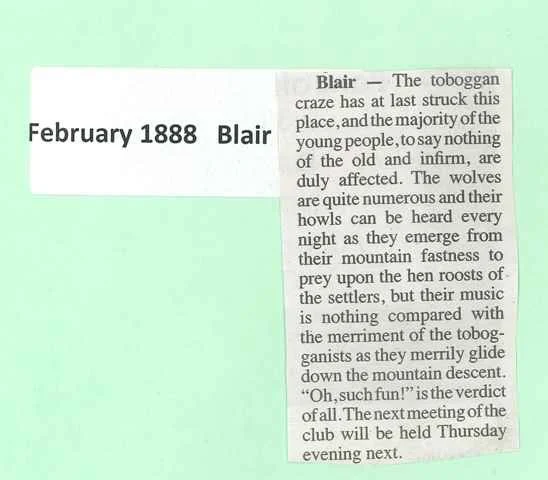 February 1888 Blair
Blair — The toboggan
craze has at last struck this
place, and the majority of the
young people, to say nothing
of the old and infirm, are
duly affected. The wolves
are quite numerous and their
howls can be heard every
night as they emerge from
their mountain fastness to
prey upon the hen roosts of
the settlers, but their music
is nothing compared with
the merriment of the tobog-
ganists as they merrily glide
down the mountain descent.
“Oh, such fun!” is the verdict
of all. The next meeting of the
club will be held Thursday
evening next.